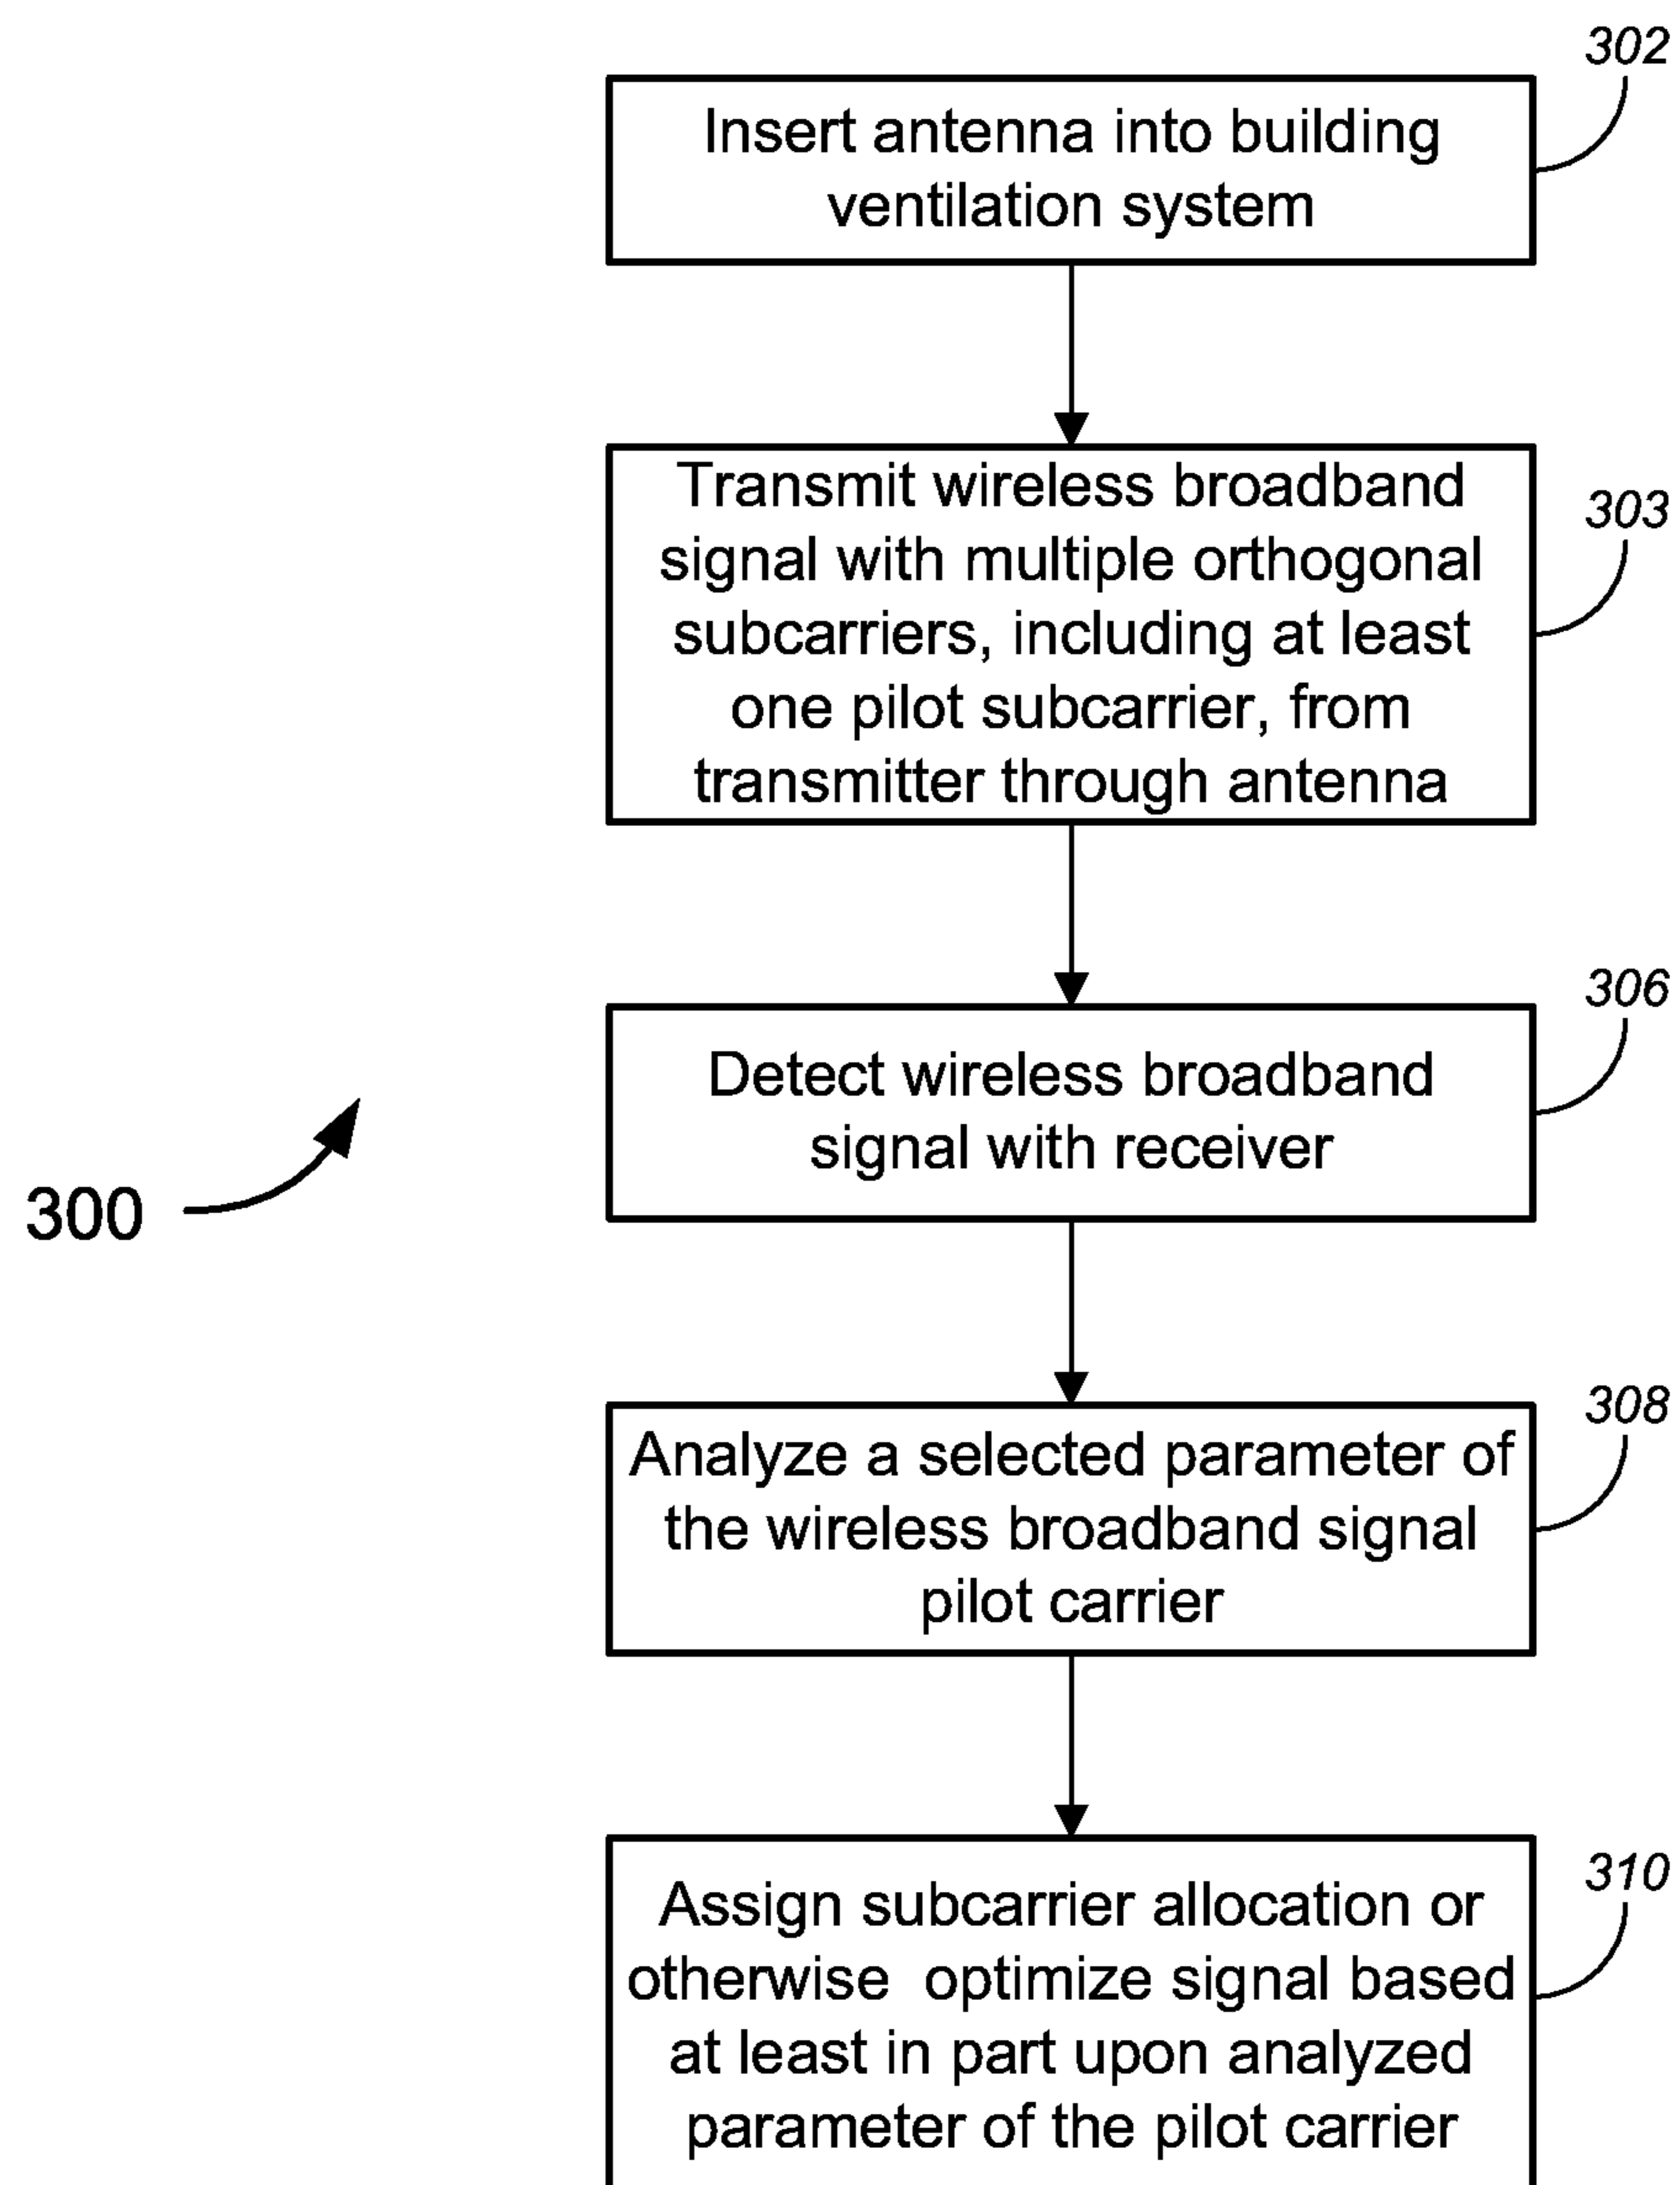 302
Insert antenna into building
ventilation system
Transmit wireless broadband
signal with multiple orthogonal
subcarriers, including at least
one pilot subcarrier, from
transmitter through antenna
303
Detect wireless broadband
signal with receiver
306
300
Analyze a selected parameter of
the wireless broadband signal
pilot carrier
308
Assign subcarrier allocation or
otherwise  optimize signal based
at least in part upon analyzed
parameter of the pilot carrier
310